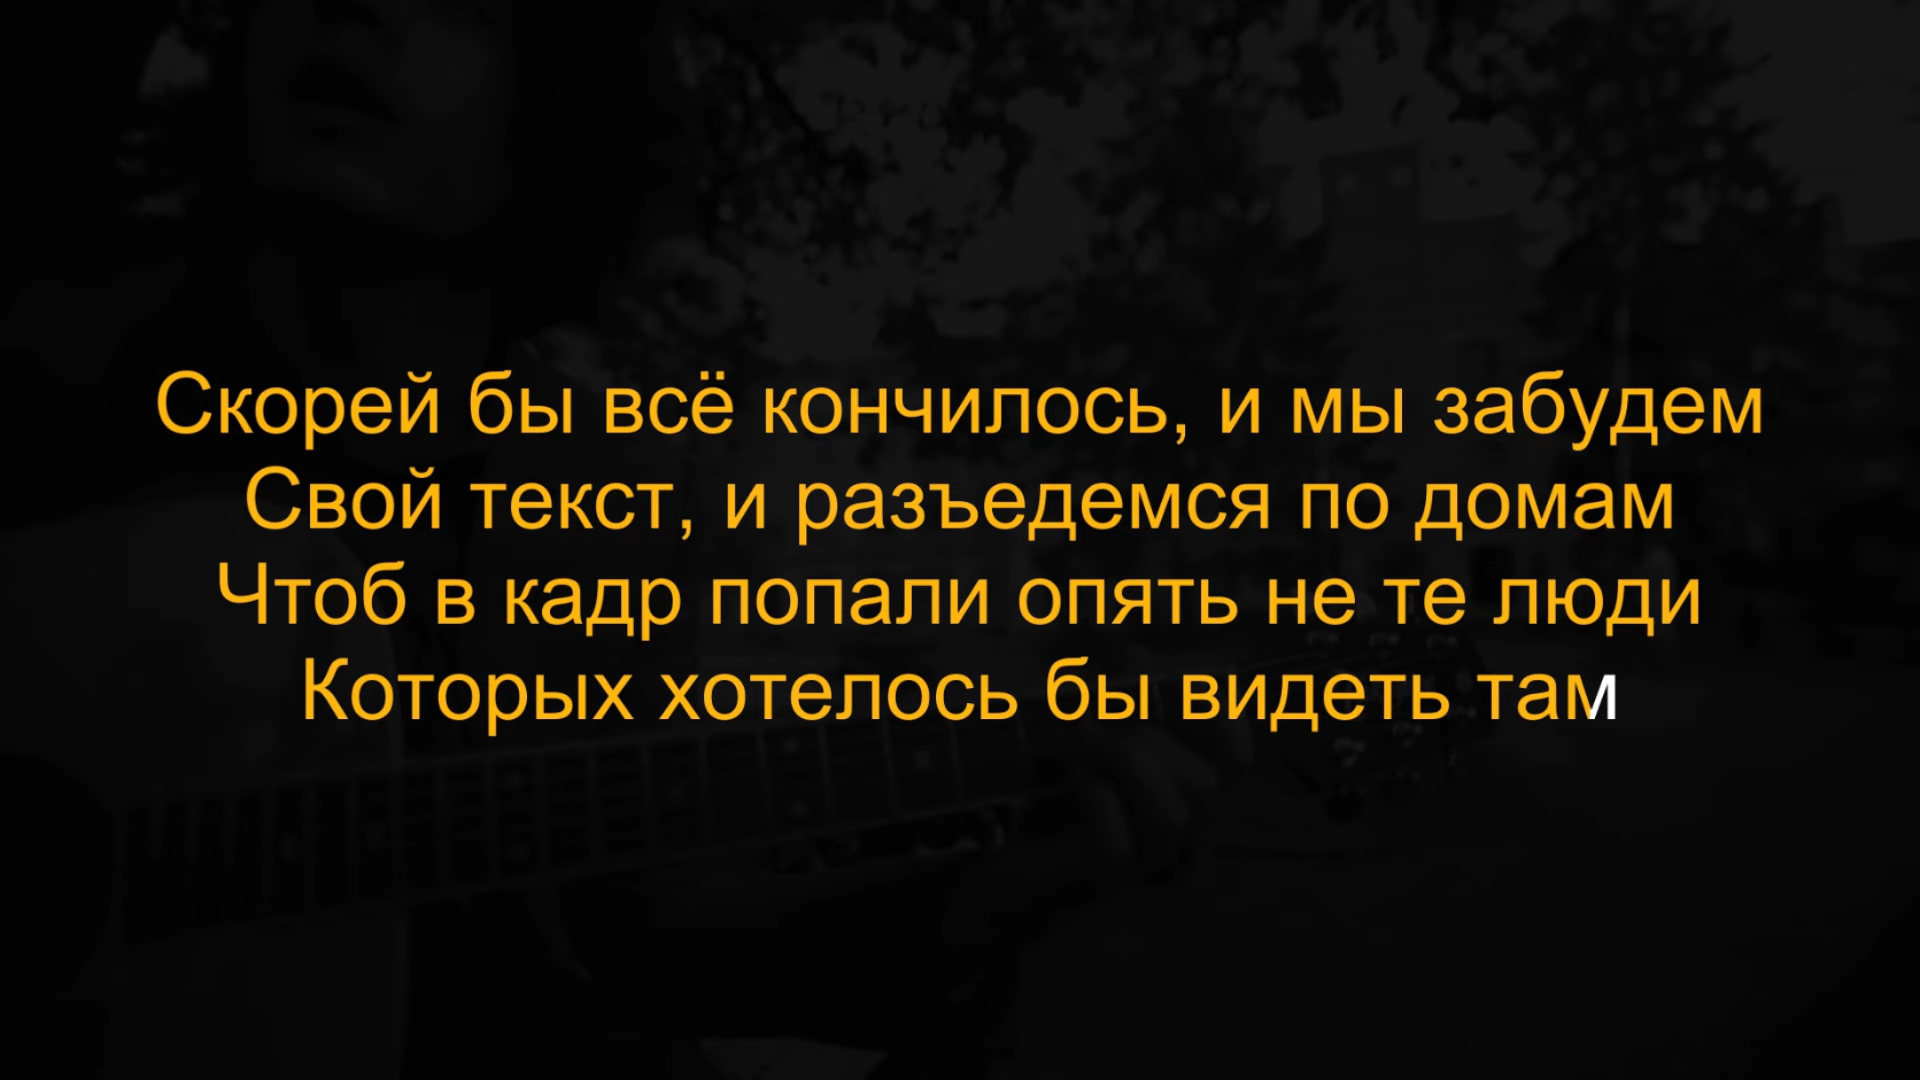 Скорей бы всё кончилось, и мы забудем
Свой текст, и разъедемся по домам
Чтоб в кадр попали опять не те люди
Которых хотелось бы видеть там